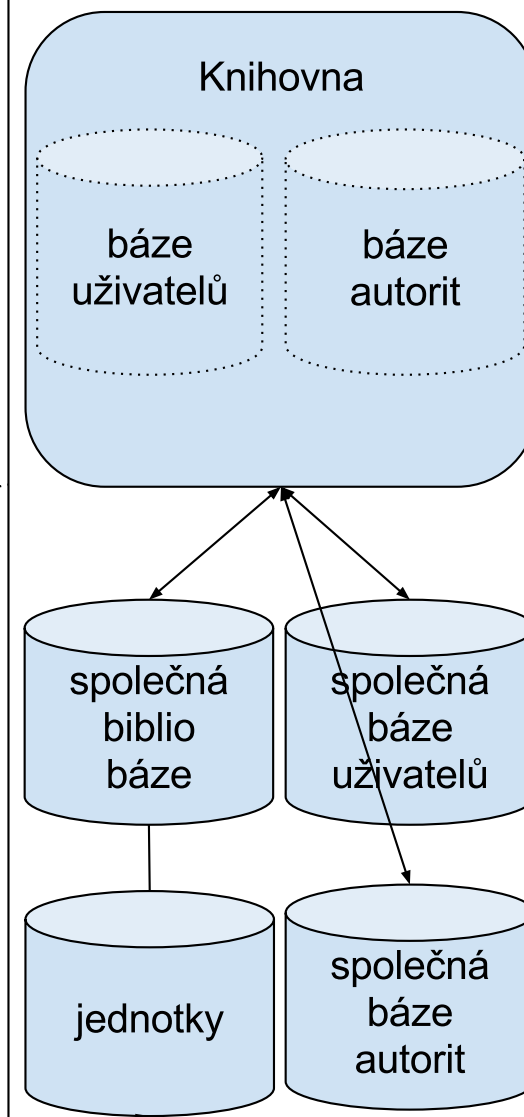 Knihovna
báze
uživatelů
báze
autorit
společná
biblio
báze
společná
báze
uživatelů
jednotky
společná
báze
autorit